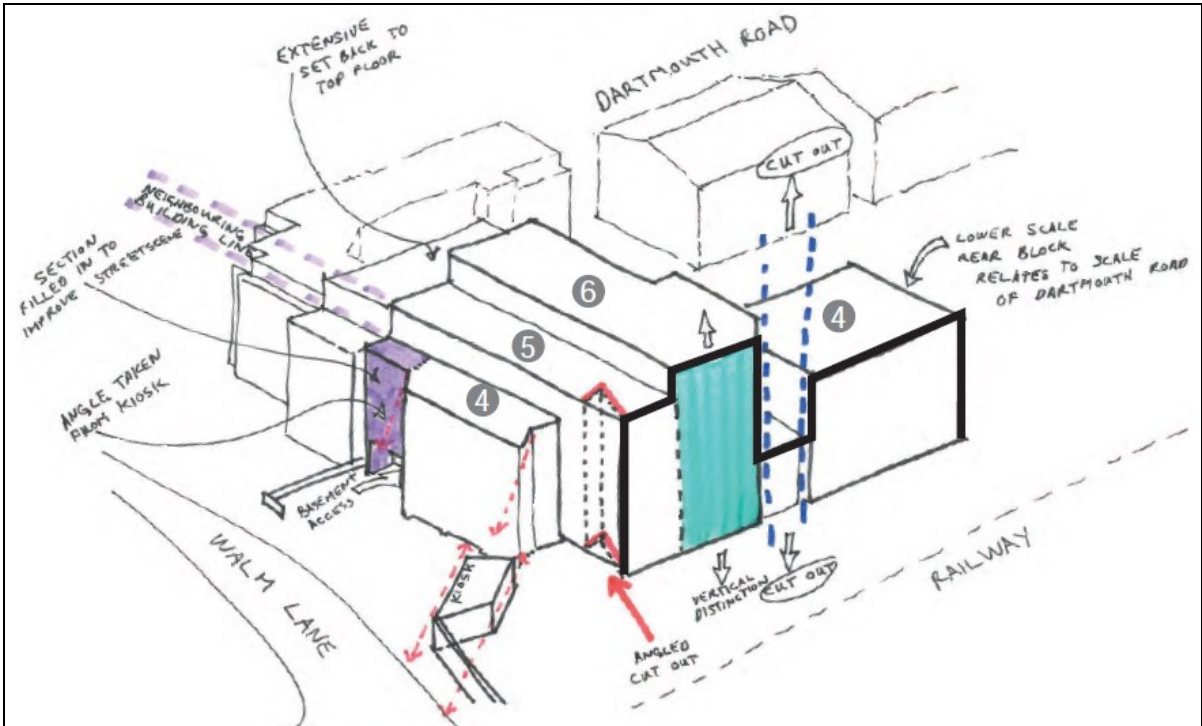 EXTENSIVE
SET BACK TO
TOP FLOOR
DARTMOUTH ROAD
CUT OUT
NEIGHBOURING
BUILDING LINE
SECTION
FILLED IN TO
IMPROVE STREETSCENE
LOWER SCALE
REAR BLOCK
RELATES TO SCALE
OF DARTMOUTH ROAD
6
4
5
4
ANGLE TAKEN
FROM KIOSK
BASEMENT
ACCESS
KIOSK
WALM LANE
VERTICAL
DISTINCTION
CUT OUT
RAILWAY
ANGLED
CUT OUT